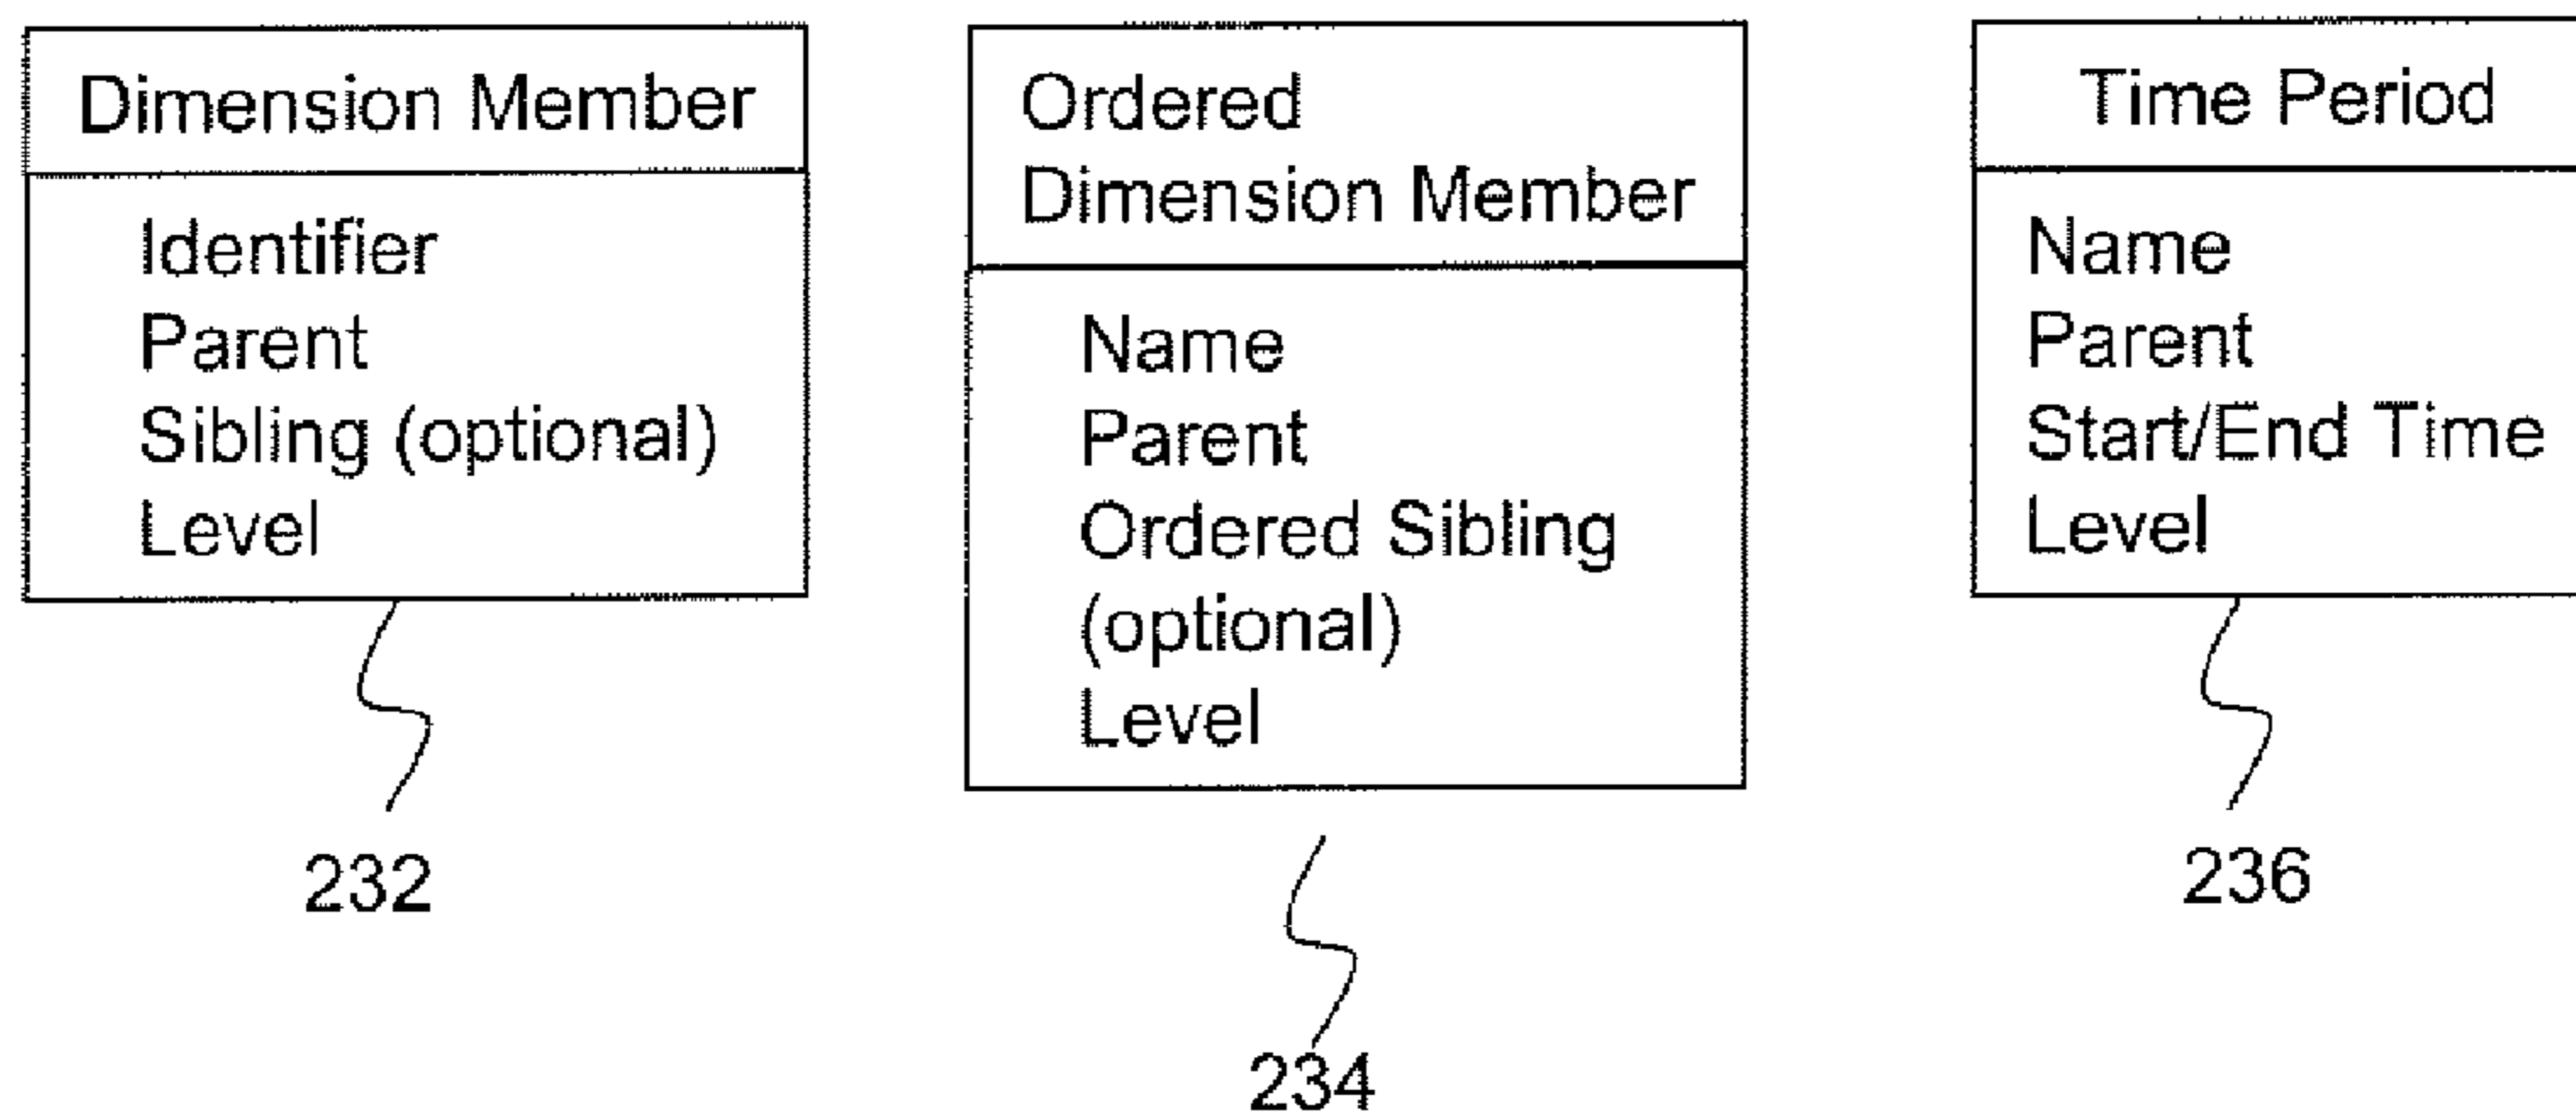 Dimension Member
Identifier
Parent
Sibling (optional)
Level
232
Ordered
Dimension Member
Name
Parent
Ordered Sibling
(optional)
Level
234
Time Period
Name
Parent
Start/End Time
Level
236